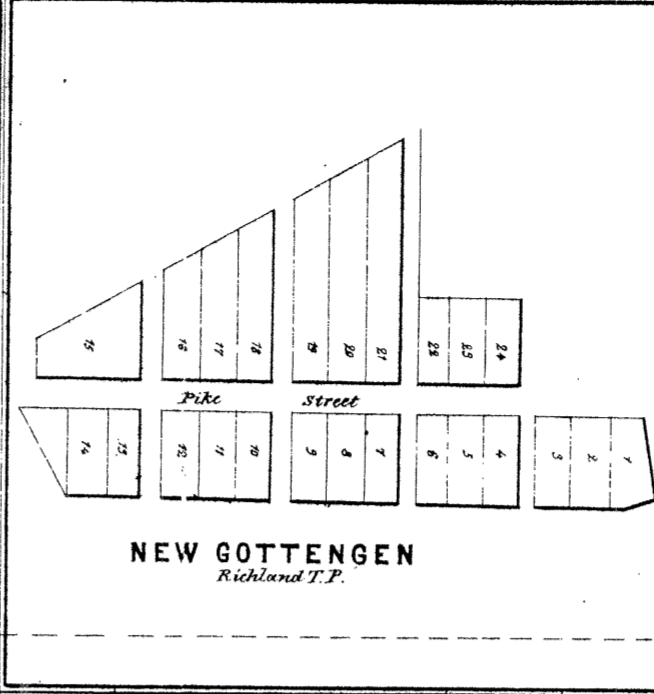 15 16 17 18 19 20 21 22 23 24
Pike Street
14 13 12 11 10 9 8 7 6 5 4 3 2 1
NEW GOTTENGEN
Richland T.P.